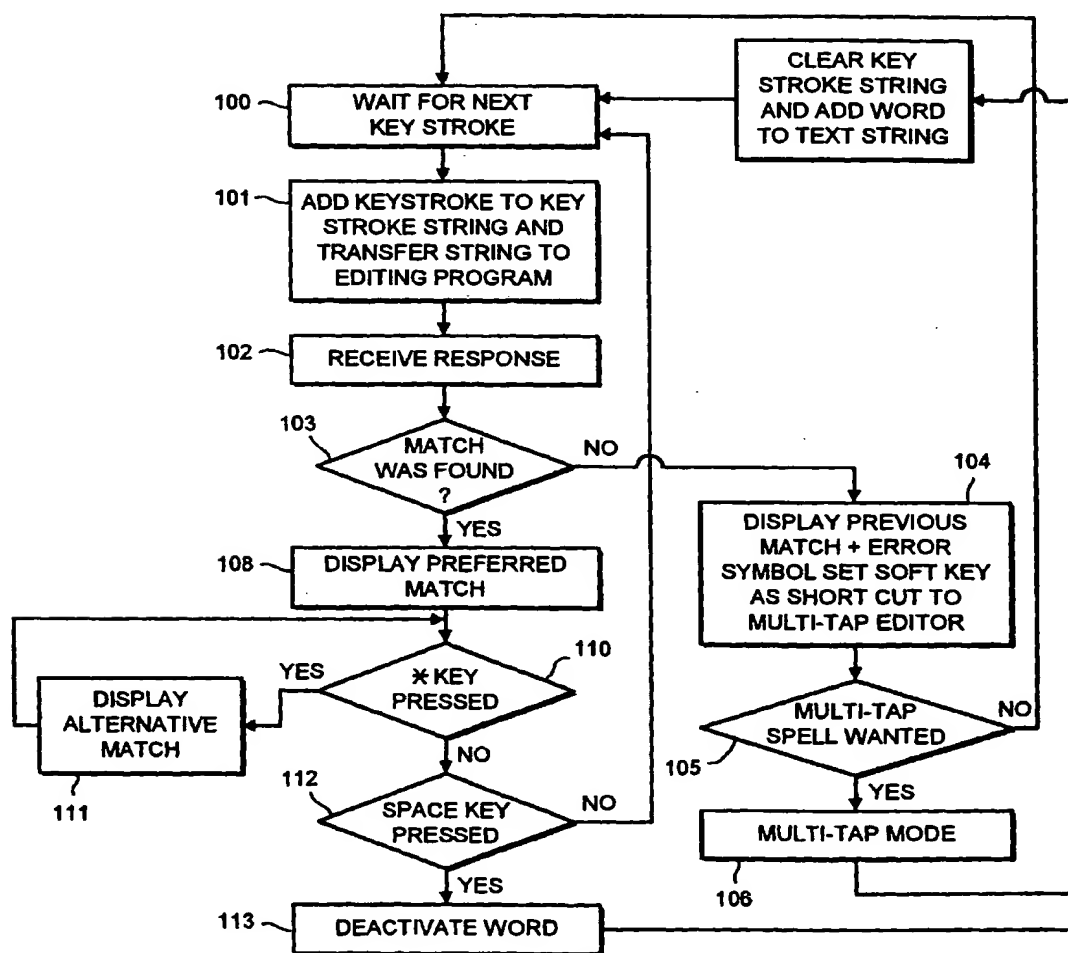 100
WAIT FOR NEXT
KEY STROKE
CLEAR KEY
STROKE STRING
AND ADD WORD
TO TEXT STRING
101
ADD KEYSTROKE TO KEY
STROKE STRING AND
TRANSFER STRING TO
EDITING PROGRAM
102
RECEIVE RESPONSE
103
MATCH
WAS FOUND
?
NO
YES
104
DISPLAY PREVIOUS
MATCH + ERROR
SYMBOL SET SOFT KEY
AS SHORT CUT TO
MULTI-TAP EDITOR
108
DISPLAY PREFERRED
MATCH
110
* KEY
PRESSED
YES
NO
DISPLAY
ALTERNATIVE
MATCH
111
105
MULTI-TAP
SPELL WANTED
NO
YES
112
SPACE KEY
PRESSED
NO
YES
MULTI-TAP MODE
106
113
DEACTIVATE WORD